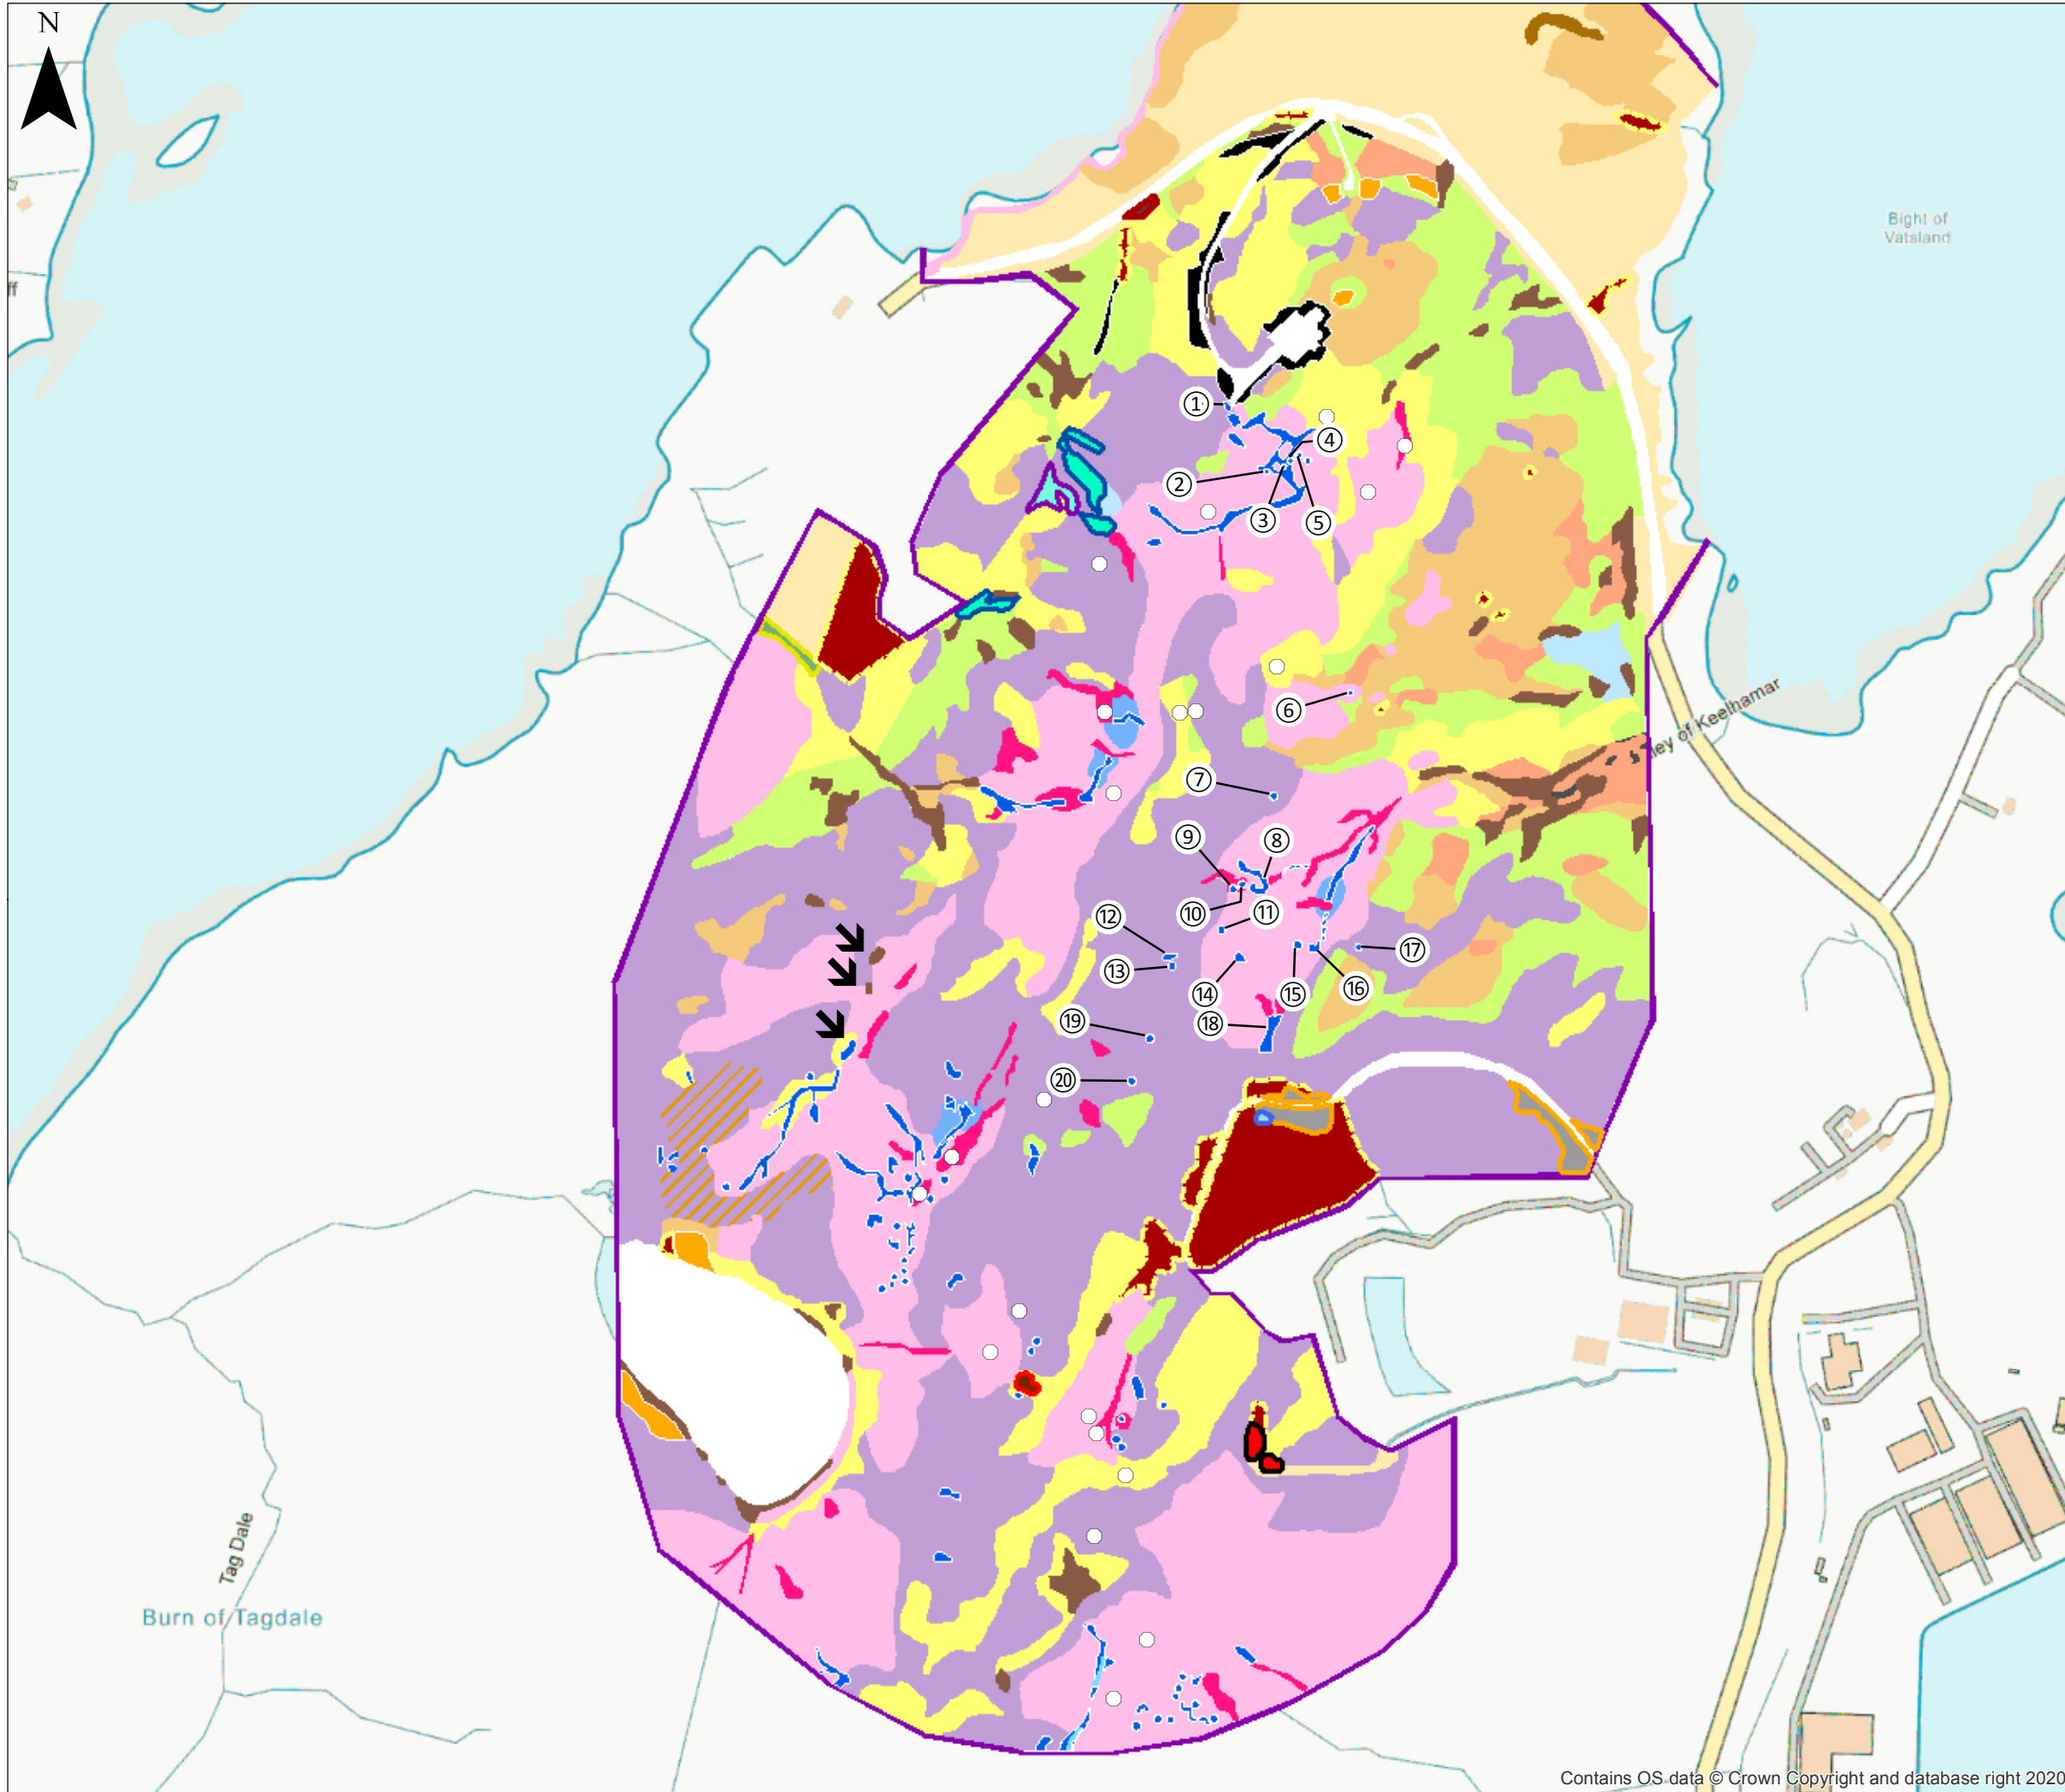 N
Bight of
Vatsland
ff
①
④
②
③
⑤
ley of Keelhamar
⑥
⑦
⑨
⑧
⑩
⑪
⑫
⑰
⑬
⑭
⑮
⑯
⑲
⑱
⑳
Tag Dale
Burn of Tagdale
Contains OS data © Crown Copyright and database right 2020